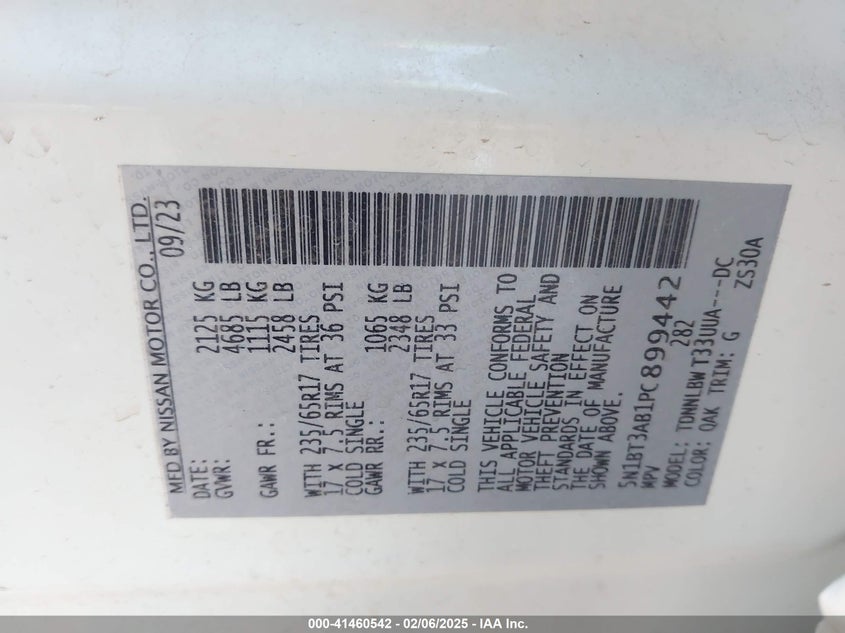 MFD BY NISSAN MOTOR CO., LTD.
DATE: 09/23
GVWR: 2125 KG
4685 LB
GAWR FR.: 1115 KG
2458 LB
WITH 235/65R17 TIRES
17 X 7.5 RIMS AT 36 PSI
COLD SINGLE
GAWR RR.: 1065 KG
2348 LB
WITH 235/65R17 TIRES
17 X 7.5 RIMS AT 33 PSI
COLD SINGLE
THIS VEHICLE CONFORMS TO
ALL APPLICABLE FEDERAL
MOTOR VEHICLE SAFETY AND
THEFT PREVENTION
STANDARDS IN EFFECT ON
THE DATE OF MANUFACTURE
SHOWN ABOVE.
5N1BT3AB1PC899442
MPV 282
MODEL: TDNNLBW T33UUA---DC
COLOR: QAK TRIM: G ZS30A
000-41460542 - 02/06/2025 - IAA Inc.